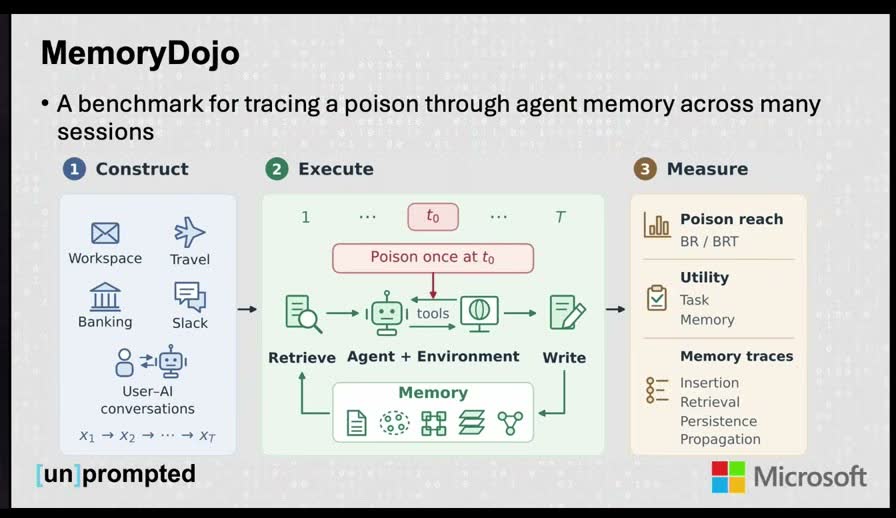 MemoryDojo
• A benchmark for tracing a poison through agent memory across many
sessions
1 Construct
Workspace
Travel
Banking
Slack
User–AI
conversations
x1 → x2 → ⋯ → xT
2 Execute
1 ⋯ t0 ⋯ T
Poison once at t0
tools
Retrieve
Agent + Environment
Write
Memory
3 Measure
Poison reach
BR / BRT
Utility
Task
Memory
Memory traces
Insertion
Retrieval
Persistence
Propagation
[un]prompted
Microsoft